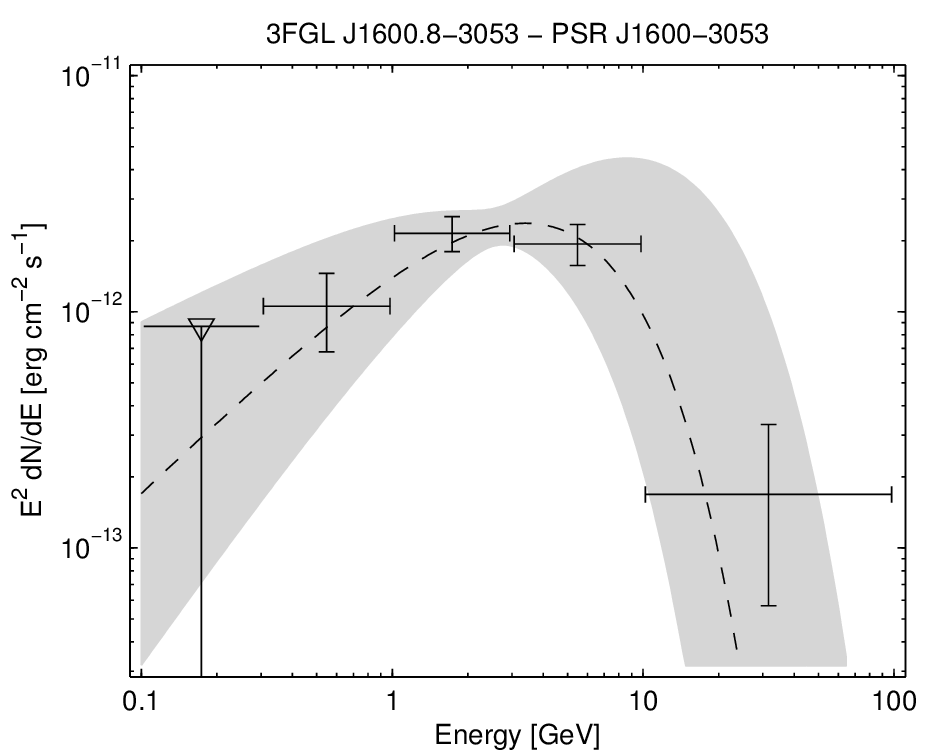 3FGL J1600.8−3053 − PSR J1600−3053
10⁻¹¹
10⁻¹²
10⁻¹³
E² dN/dE [erg cm⁻² s⁻¹]
0.1 1 10 100
Energy [GeV]